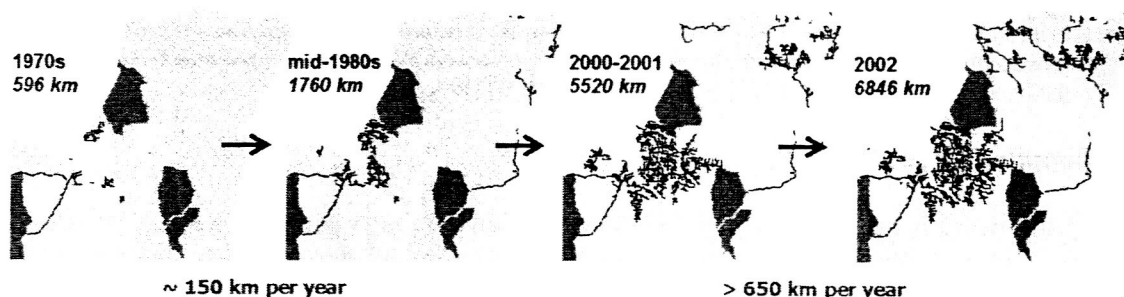 1970s
596 km
mid-1980s
1760 km
2000-2001
5520 km
2002
6846 km
~ 150 km per year
> 650 km per year